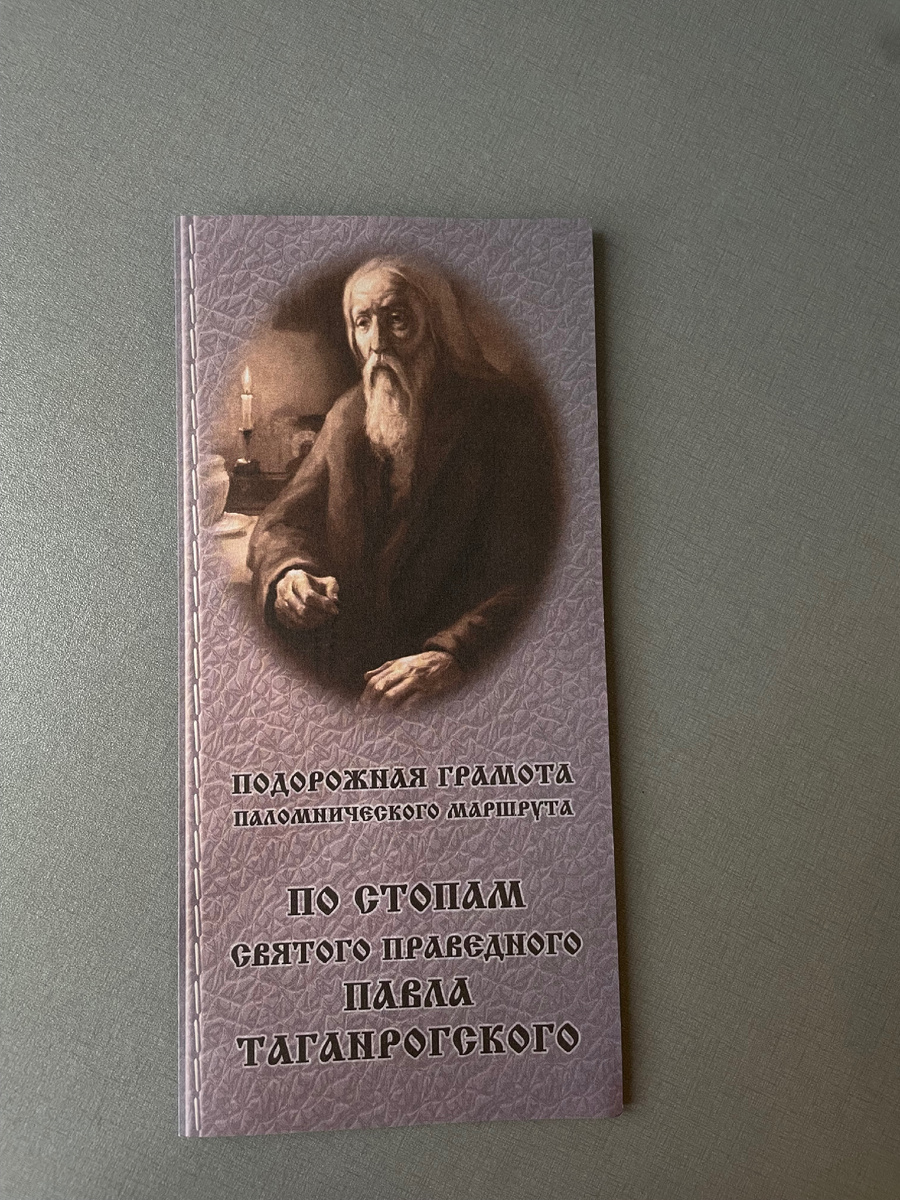 ПОДОРОЖНАЯ ГРАМОТА
ПАЛОМНИЧЕСКОГО МАРШРУТА
ПО СТОПАМ
СВЯТОГО ПРАВЕДНОГО
ПАВЛА
ТАГАНРОГСКОГО